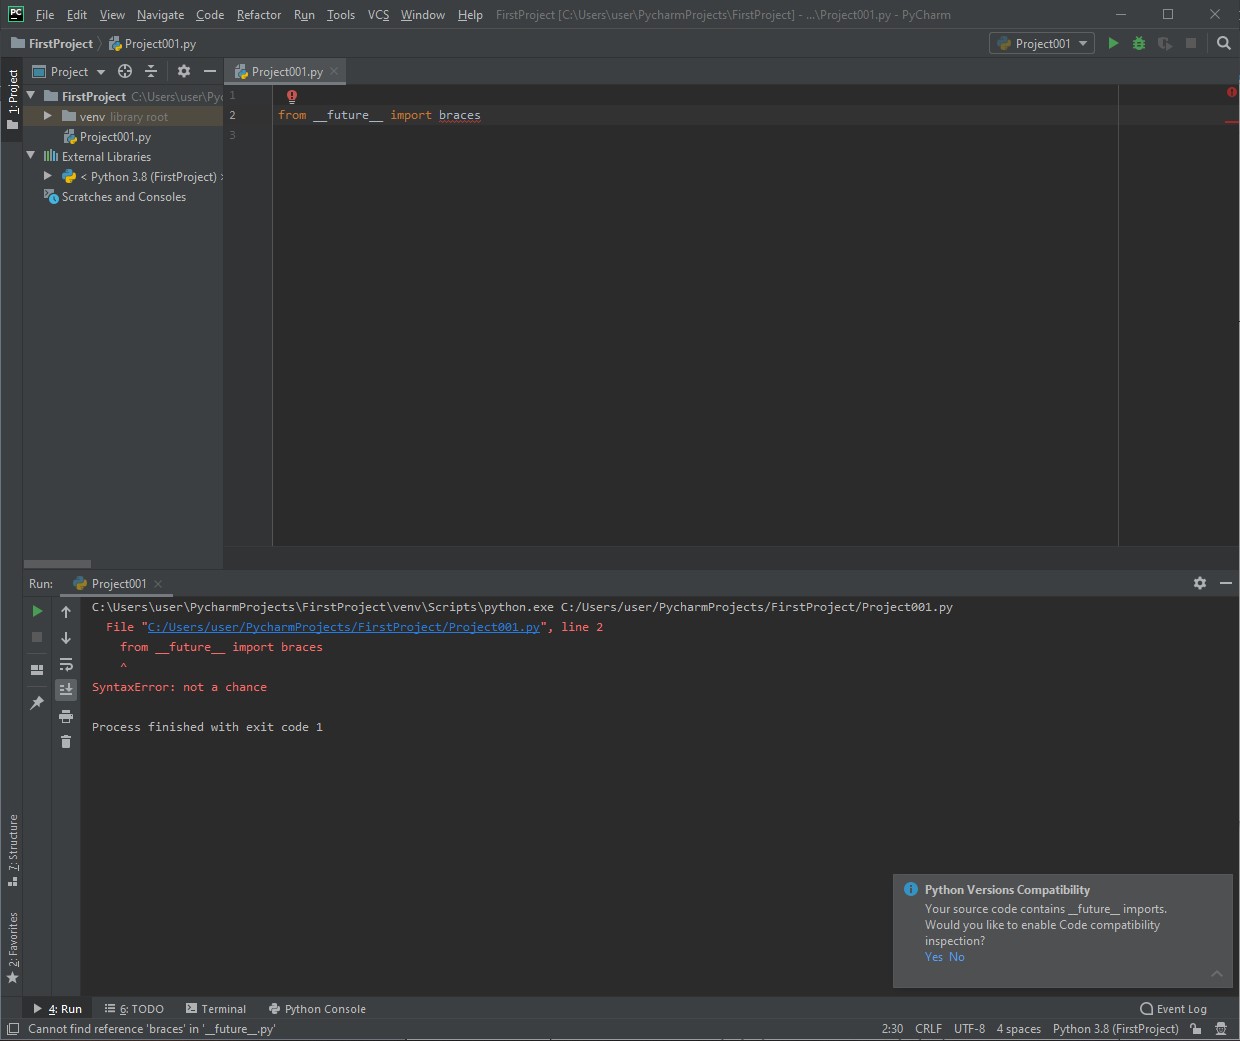 PC File Edit View Navigate Code Refactor Run Tools VCS Window Help FirstProject [C:\Users\user\PycharmProjects\FirstProject] - ...\Project001.py - PyCharm
FirstProject Project001.py Project001
1: Project
Project
Project001.py
FirstProject C:\Users\user\Py
venv library root
Project001.py
External Libraries
< Python 3.8 (FirstProject) >
Scratches and Consoles
1
2 from __future__ import braces
3
Run: Project001
C:\Users\user\PycharmProjects\FirstProject\venv\Scripts\python.exe C:/Users/user/PycharmProjects/FirstProject/Project001.py
File "C:/Users/user/PycharmProjects/FirstProject/Project001.py", line 2
from __future__ import braces
^
SyntaxError: not a chance
Process finished with exit code 1
7: Structure
2: Favorites
Python Versions Compatibility
Your source code contains __future__ imports.
Would you like to enable Code compatibility
inspection?
Yes No
4: Run 6: TODO Terminal Python Console Event Log
Cannot find reference 'braces' in '__future__.py' 2:30 CRLF UTF-8 4 spaces Python 3.8 (FirstProject)